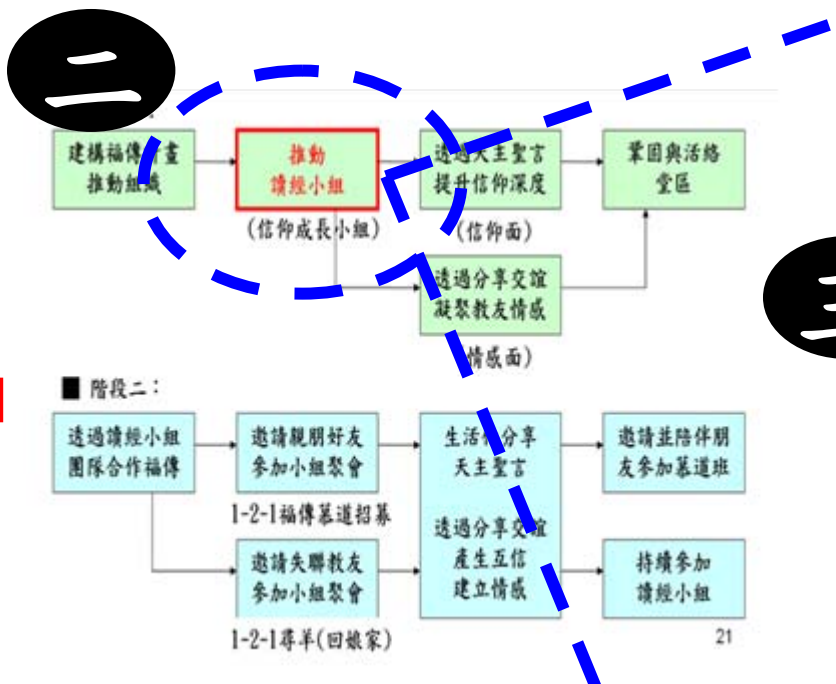 二
建構福傳計畫
推動組織
推動
讀經小組
(信仰成長小組)
透過天主聖言
提升信仰深度
(信仰面)
鞏固與活絡
堂區
透過分享交誼
凝聚教友情感
情感面)
■ 階段二：
透過讀經小組
團隊合作福傳
邀請親朋好友
參加小組聚會
1-2-1福傳慕道招募
邀請失聯教友
參加小組聚會
1-2-1尋羊(回娘家)
生活 分享
天主聖言
透過分享交誼
產生互信
建立情感
邀請並陪伴朋
友參加慕道班
持續參加
讀經小組
21